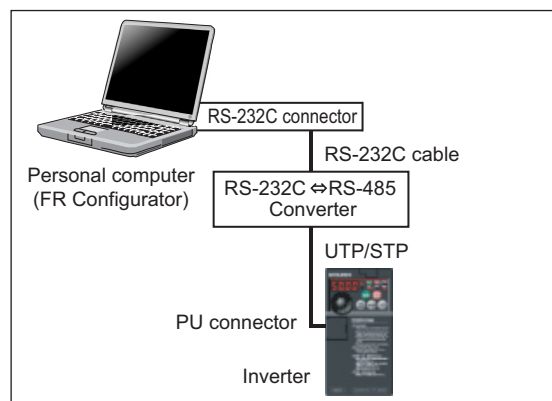 RS-232C connector
RS-232C cable
Personal computer
(FR Configurator)
RS-232C ⇔RS-485
Converter
UTP/STP
PU connector
Inverter